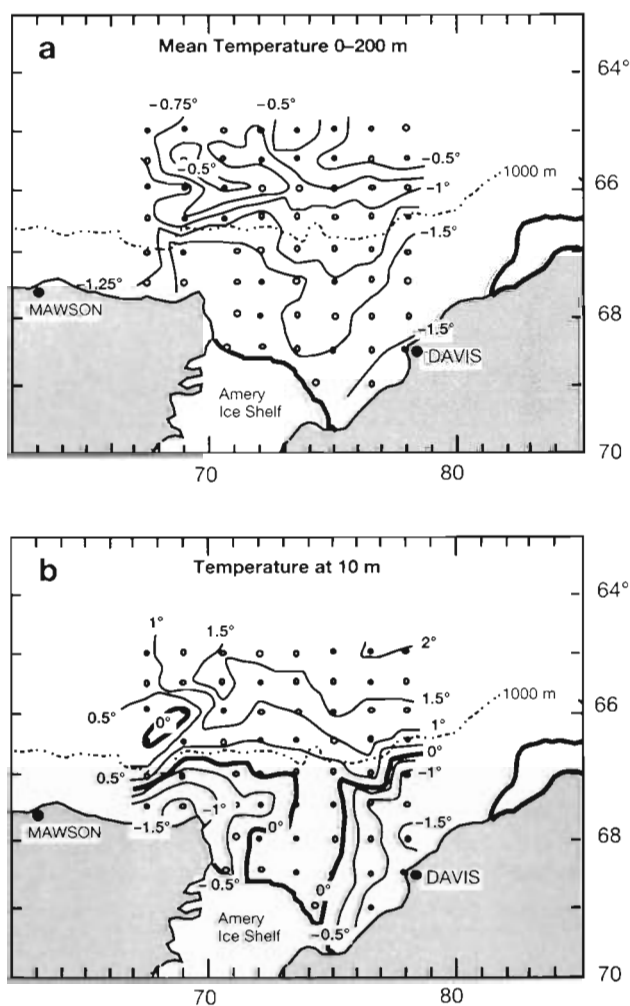 a
Mean Temperature 0–200 m
64°
−0.75°
−0.5°
−0.5°
−0.5°
−1°
1000 m
66
−1.5°
−1.25°
MAWSON
68
−1.5°
DAVIS
Amery
Ice Shelf
70
70
80
b
Temperature at 10 m
64°
1°
1.5°
2°
0.5°
0°
1.5°
1000 m
66
1°
0°
0.5°
−1°
−1.5°
−1°
MAWSON
0°
−1.5°
68
−0.5°
0°
DAVIS
Amery
Ice Shelf
−0.5°
70
70
80